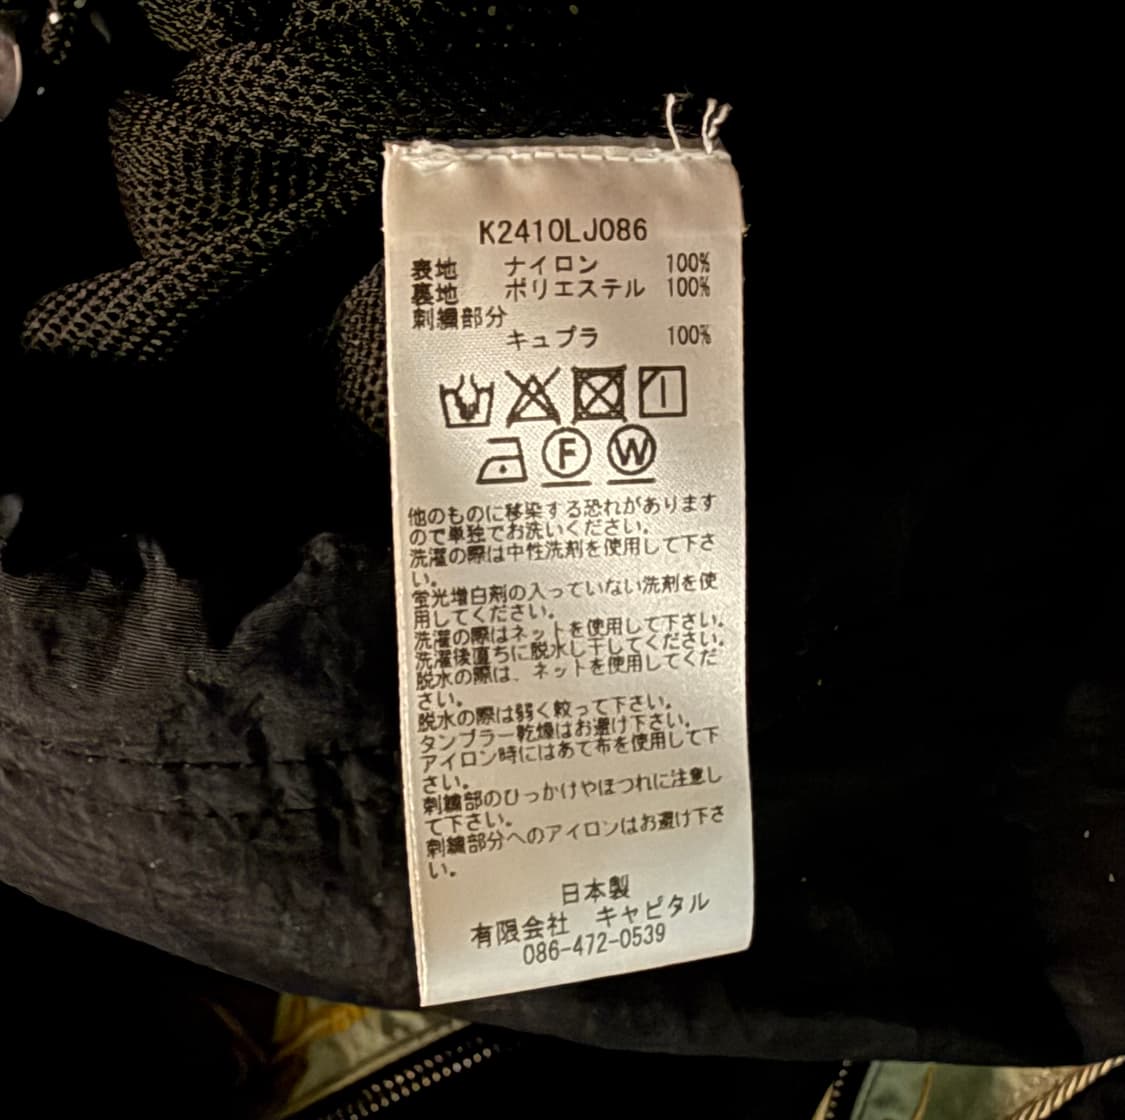 K2410LJ086
表地 ナイロン 100%
裏地 ポリエステル 100%
刺繍部分
キュプラ 100%
F W
他のものに移染する恐れがあります
ので単独でお洗いください。
洗濯の際は中性洗剤を使用して下さ
い。
蛍光増白剤の入っていない洗剤を使
用してください。
洗濯の際はネットを使用して下さい。
洗濯後直ちに脱水し干してください。
脱水の際は、ネットを使用してくだ
さい。
脱水の際は弱く絞って下さい。
タンブラー乾燥はお避け下さい。
アイロン時にはあて布を使用して下
さい。
刺繍部のひっかけやほつれに注意し
て下さい。
刺繍部分へのアイロンはお避け下さ
い。
日本製
有限会社 キャピタル
086-472-0539